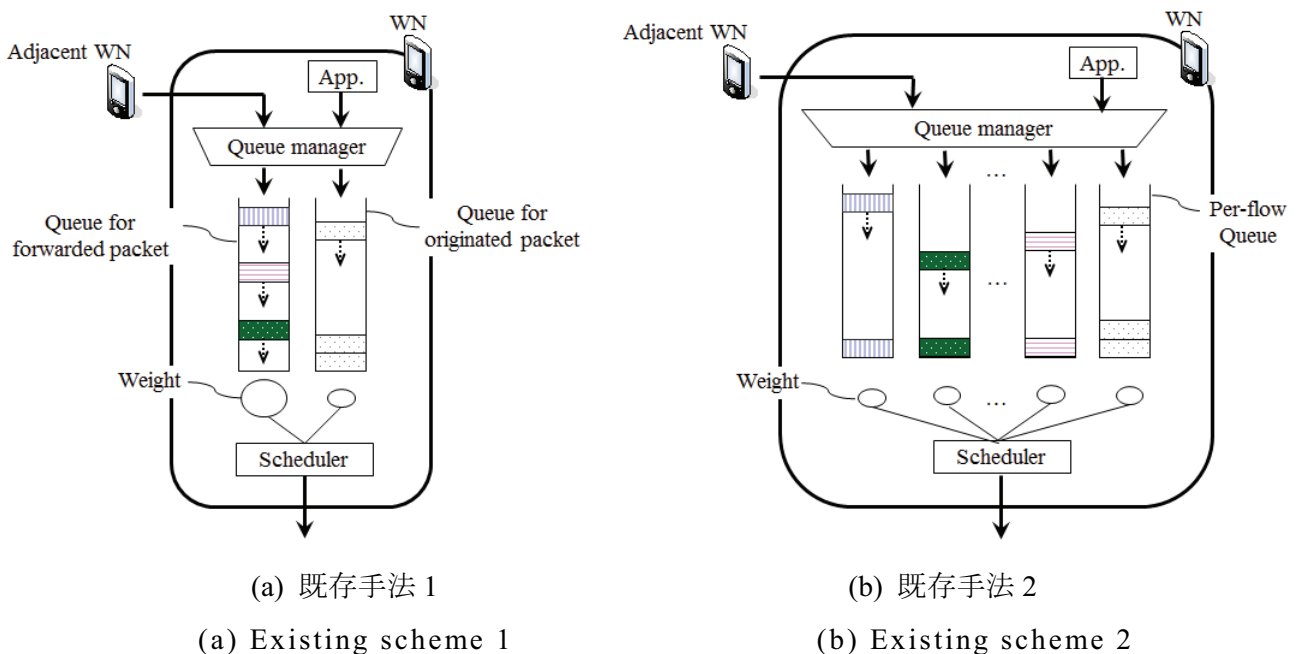 WN
Adjacent WN
App.
Queue manager
Queue for
forwarded packet
Queue for
originated packet
Weight
Scheduler
(a) 既存手法 1
(a) Existing scheme 1
WN
Adjacent WN
App.
Queue manager
...
Per-flow
Queue
...
Weight
...
Scheduler
(b) 既存手法 2
(b) Existing scheme 2